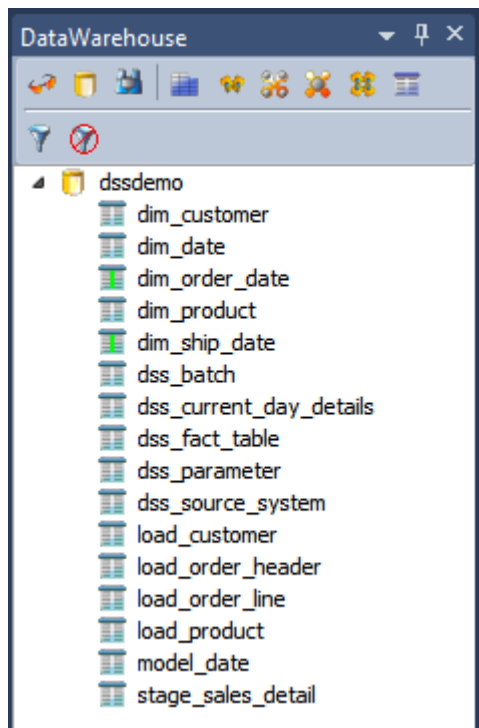 DataWarehouse
dssdemo
dim_customer
dim_date
dim_order_date
dim_product
dim_ship_date
dss_batch
dss_current_day_details
dss_fact_table
dss_parameter
dss_source_system
load_customer
load_order_header
load_order_line
load_product
model_date
stage_sales_detail